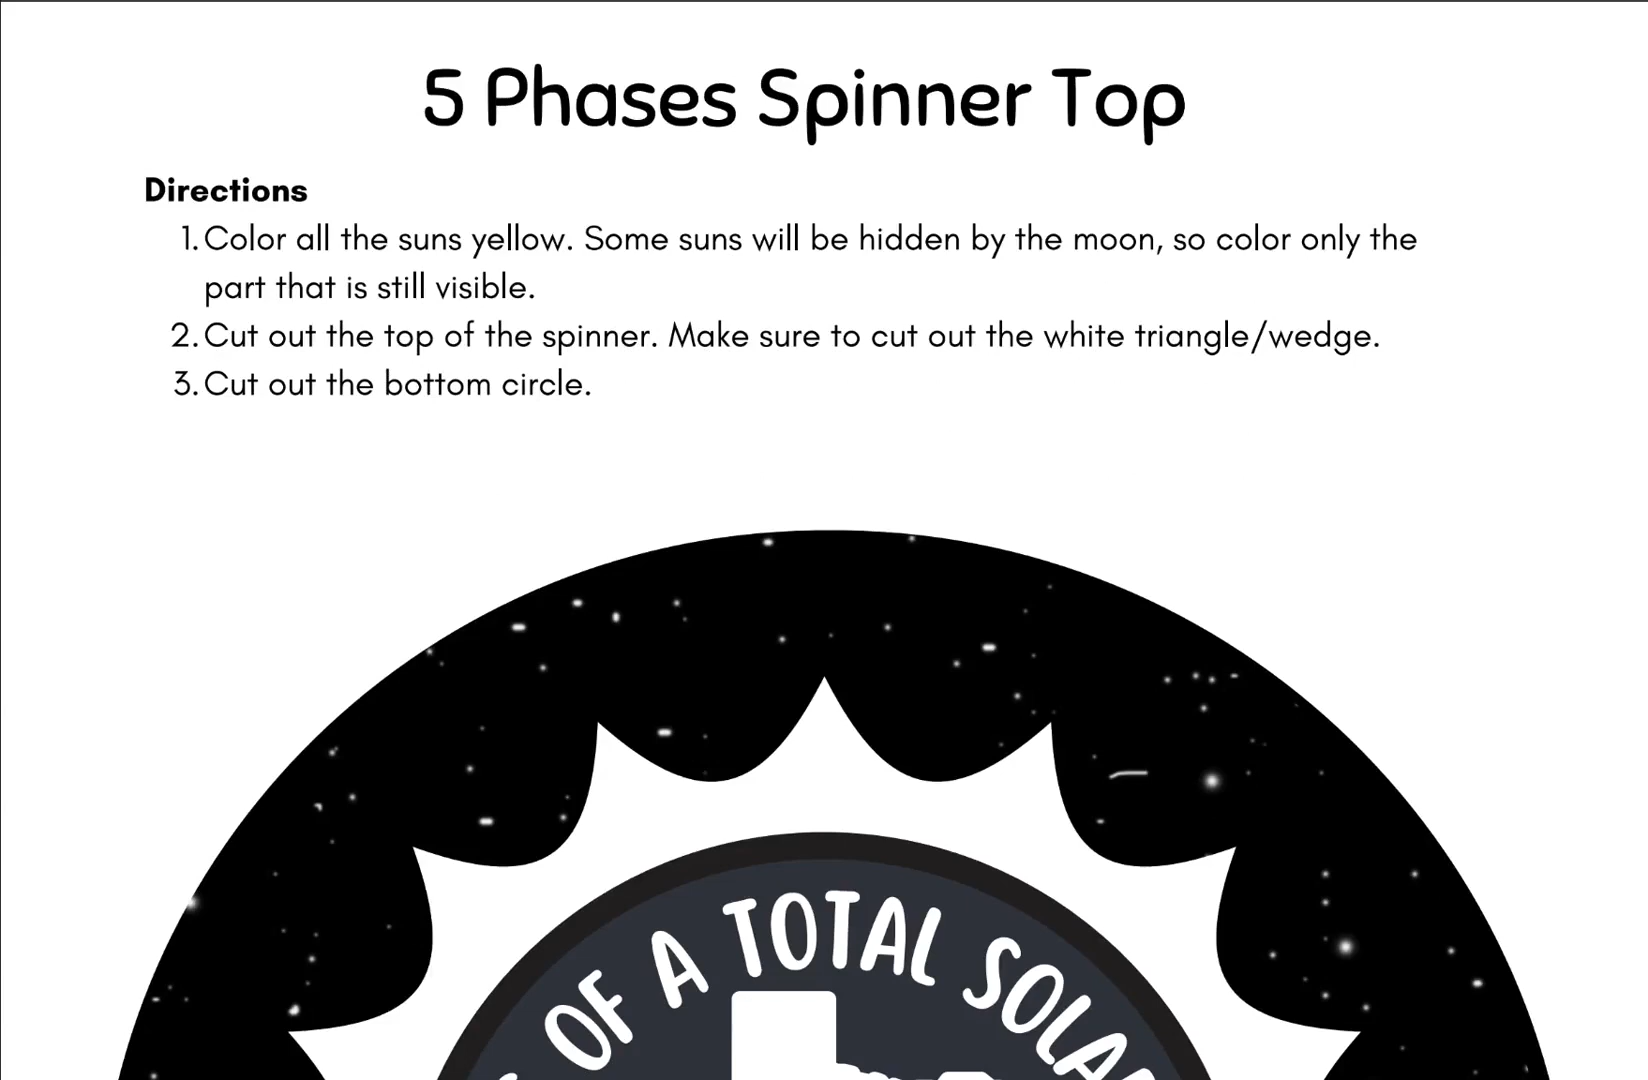 5 Phases Spinner Top
Directions
1. Color all the suns yellow. Some suns will be hidden by the moon, so color only the
part that is still visible.
2. Cut out the top of the spinner. Make sure to cut out the white triangle/wedge.
3. Cut out the bottom circle.
OF A TOTAL SOLA